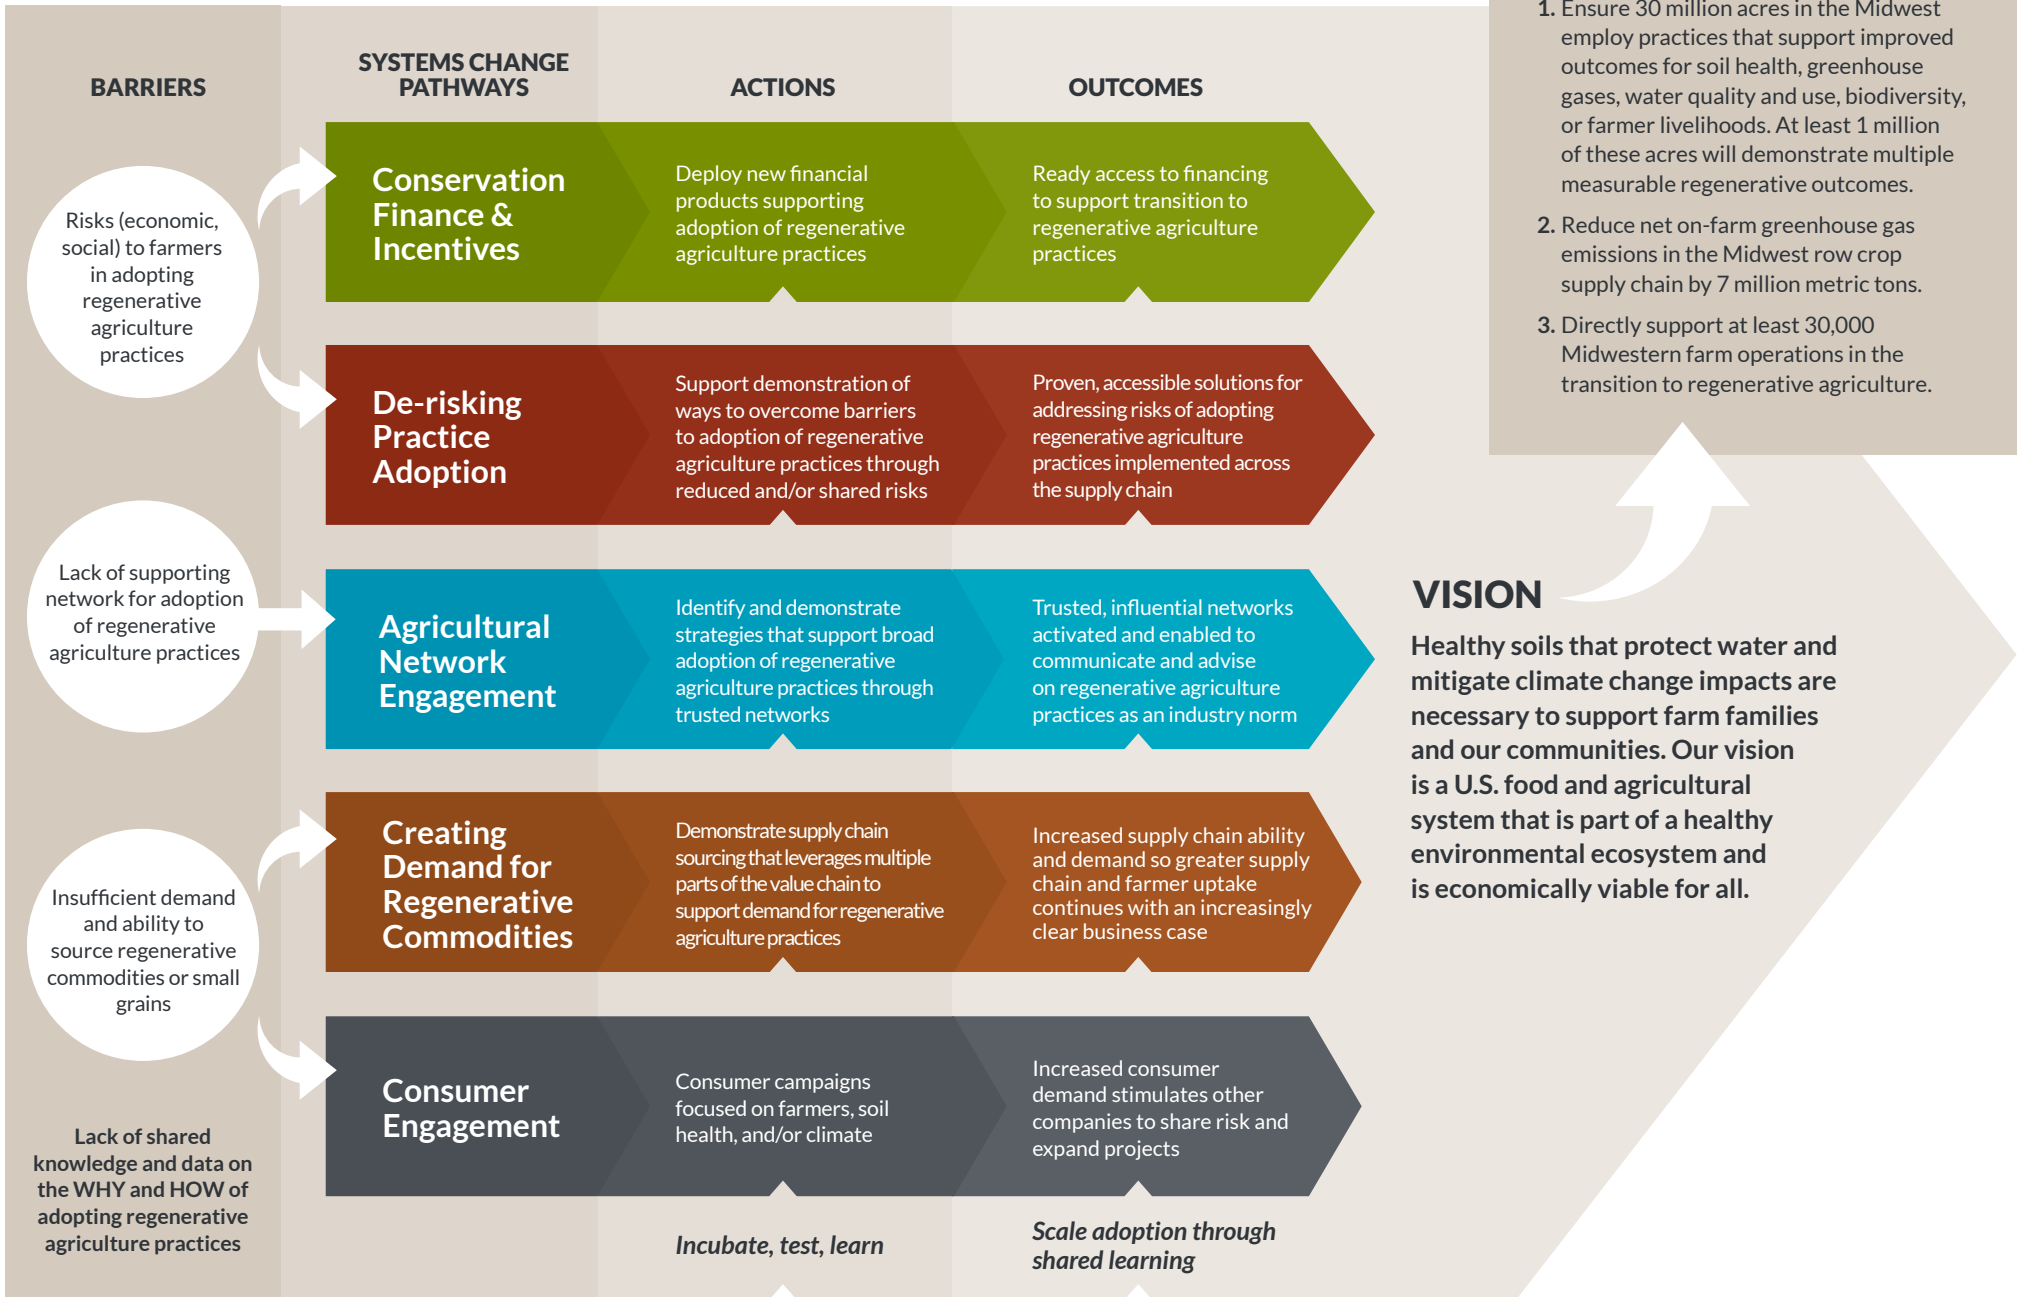 BARRIERS
SYSTEMS CHANGE
PATHWAYS
ACTIONS
OUTCOMES
Risks (economic,
social) to farmers
in adopting
regenerative
agriculture
practices
Lack of supporting
network for adoption
of regenerative
agriculture practices
Insufficient demand
and ability to
source regenerative
commodities or small
grains
Lack of shared
knowledge and data on
the WHY and HOW of
adopting regenerative
agriculture practices
Conservation
Finance &
Incentives
Deploy new financial
products supporting
adoption of regenerative
agriculture practices
Ready access to financing
to support transition to
regenerative agriculture
practices
De-risking
Practice
Adoption
Support demonstration of
ways to overcome barriers
to adoption of regenerative
agriculture practices through
reduced and/or shared risks
Proven, accessible solutions for
addressing risks of adopting
regenerative agriculture
practices implemented across
the supply chain
Agricultural
Network
Engagement
Identify and demonstrate
strategies that support broad
adoption of regenerative
agriculture practices through
trusted networks
Trusted, influential networks
activated and enabled to
communicate and advise
on regenerative agriculture
practices as an industry norm
Creating
Demand for
Regenerative
Commodities
Demonstrate supply chain
sourcing that leverages multiple
parts of the value chain to
support demand for regenerative
agriculture practices
Increased supply chain ability
and demand so greater supply
chain and farmer uptake
continues with an increasingly
clear business case
Consumer
Engagement
Consumer campaigns
focused on farmers, soil
health, and/or climate
Increased consumer
demand stimulates other
companies to share risk and
expand projects
Incubate, test, learn
Scale adoption through
shared learning
1. Ensure 30 million acres in the Midwest
employ practices that support improved
outcomes for soil health, greenhouse
gases, water quality and use, biodiversity,
or farmer livelihoods. At least 1 million
of these acres will demonstrate multiple
measurable regenerative outcomes.
2. Reduce net on-farm greenhouse gas
emissions in the Midwest row crop
supply chain by 7 million metric tons.
3. Directly support at least 30,000
Midwestern farm operations in the
transition to regenerative agriculture.
VISION
Healthy soils that protect water and
mitigate climate change impacts are
necessary to support farm families
and our communities. Our vision
is a U.S. food and agricultural
system that is part of a healthy
environmental ecosystem and
is economically viable for all.